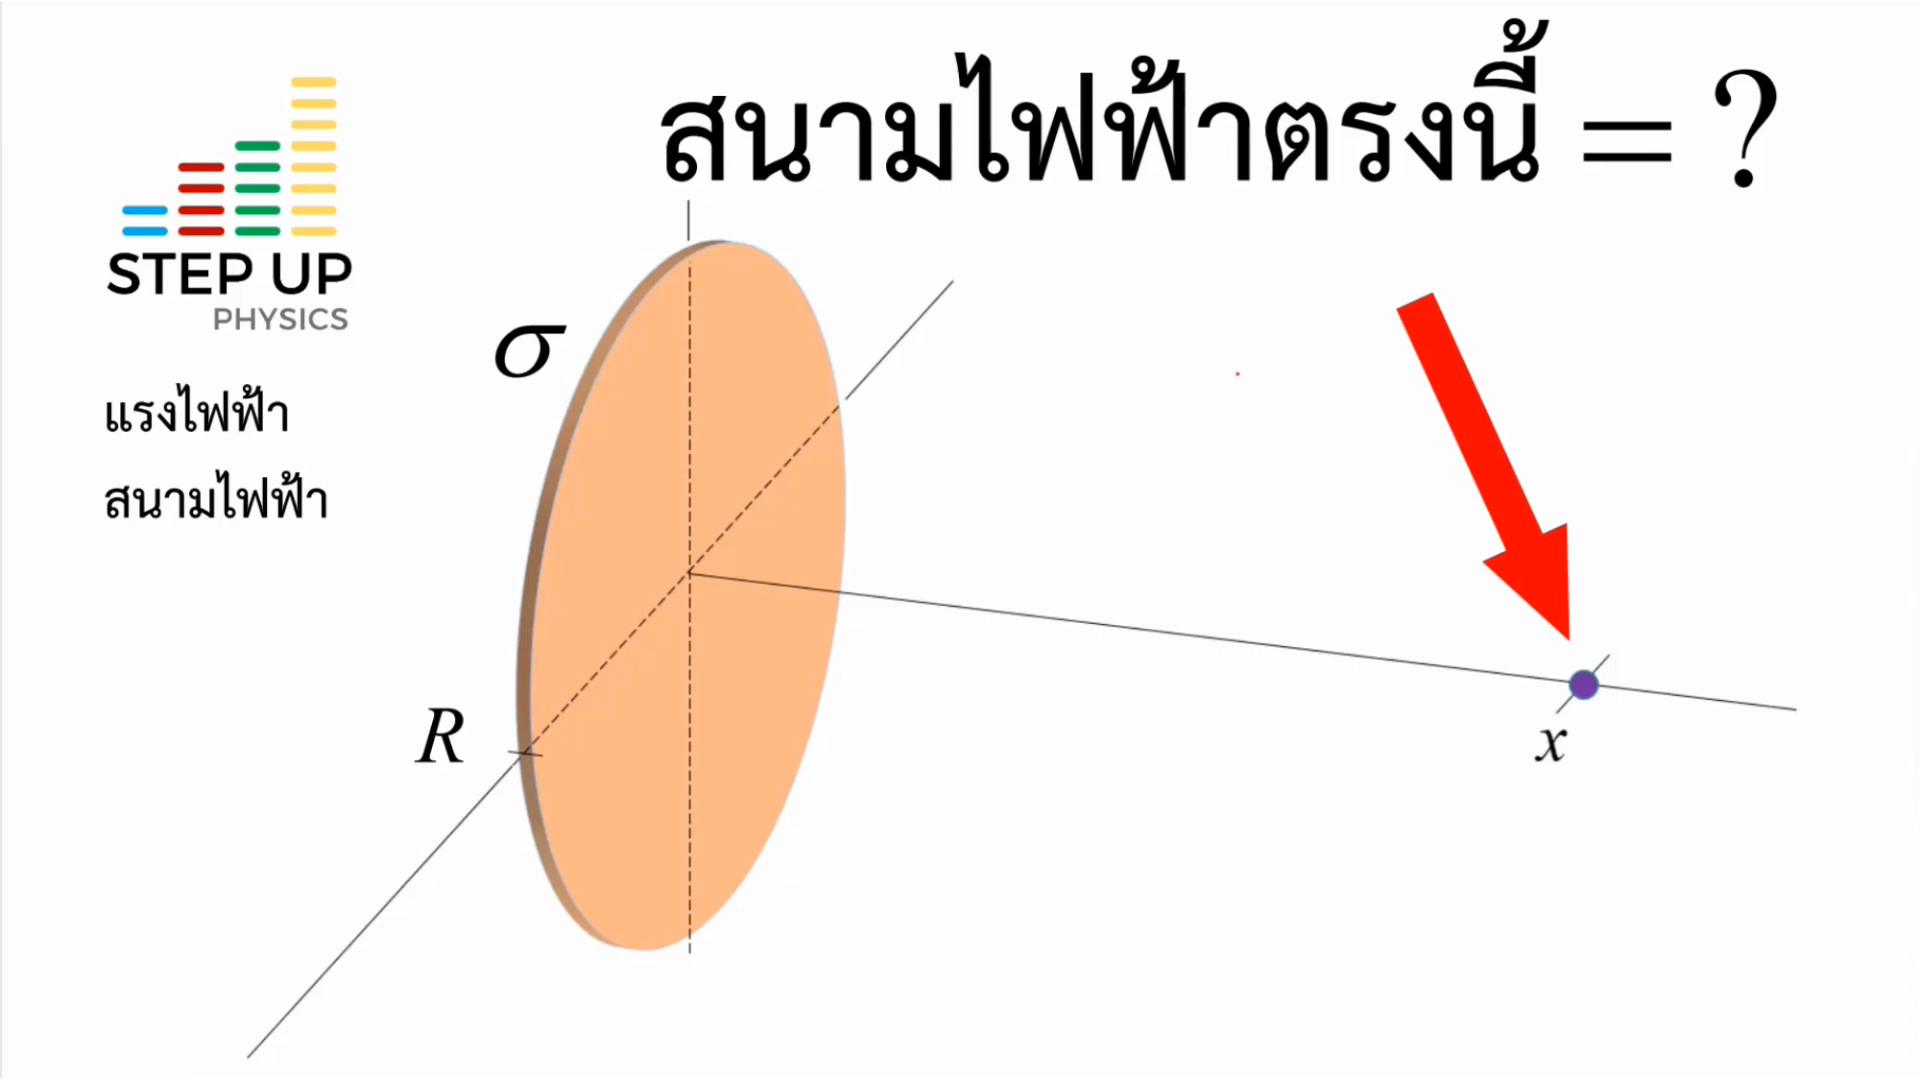 สนามไฟฟ้าตรงนี้ = ?
STEP UP
PHYSICS
σ
แรงไฟฟ้า
สนามไฟฟ้า
R
x